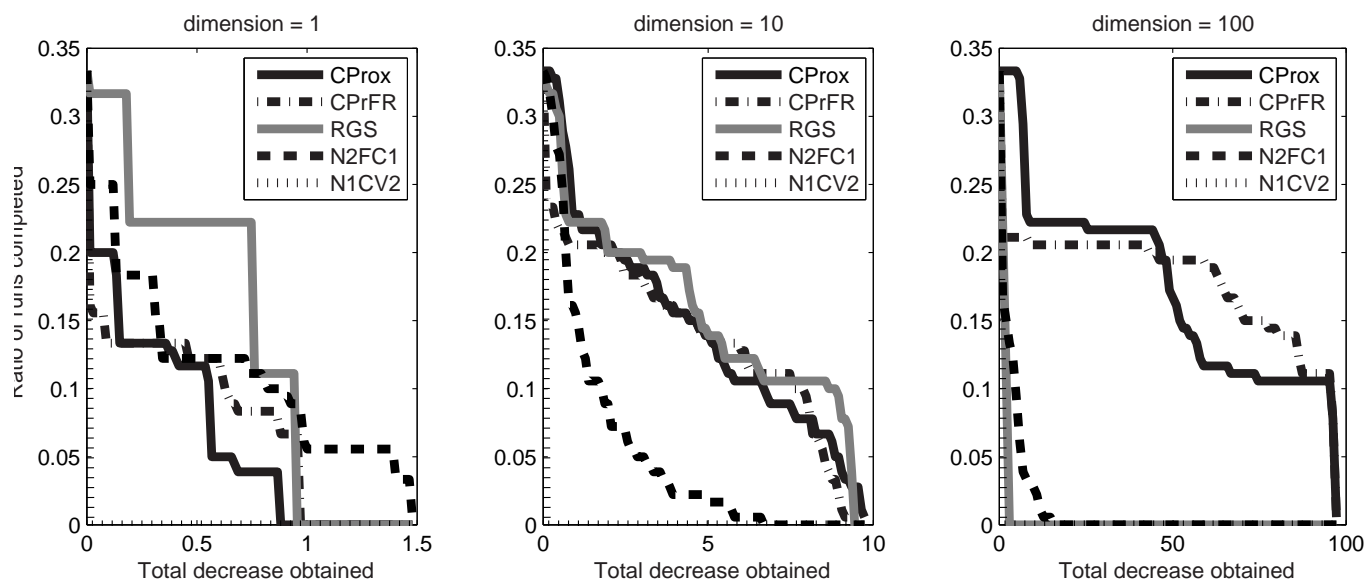 dimension = 1
0.35
0.3
0.25
0.2
0.15
0.1
0.05
0
0
0.5
1
1.5
Ratio of runs completed
Total decrease obtained
CProx
CPrFR
RGS
N2FC1
N1CV2
dimension = 10
0.35
0.3
0.25
0.2
0.15
0.1
0.05
0
0
5
10
Total decrease obtained
CProx
CPrFR
RGS
N2FC1
N1CV2
dimension = 100
0.35
0.3
0.25
0.2
0.15
0.1
0.05
0
0
50
100
Total decrease obtained
CProx
CPrFR
RGS
N2FC1
N1CV2